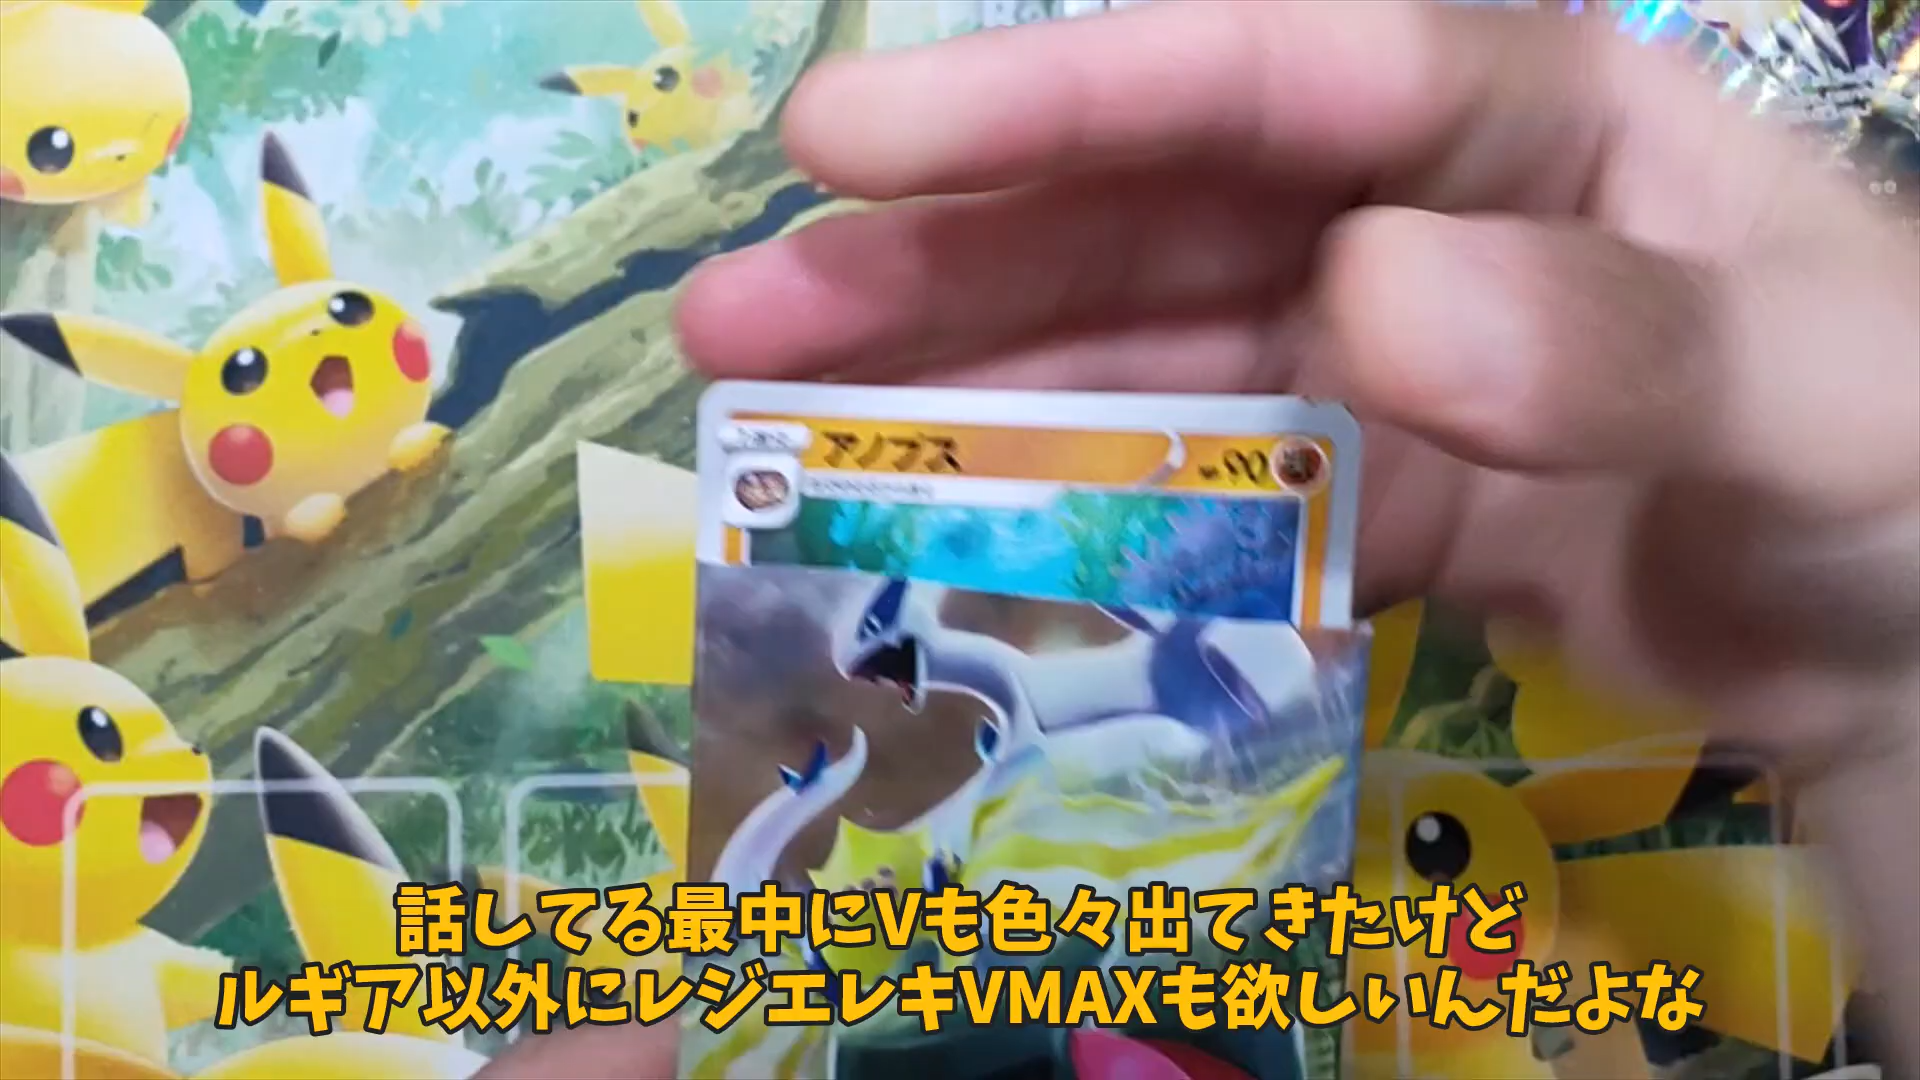 アノプス
90
話してる最中にVも色々出てきたけど
ルギア以外にレジエレキVMAXも欲しいんだよな